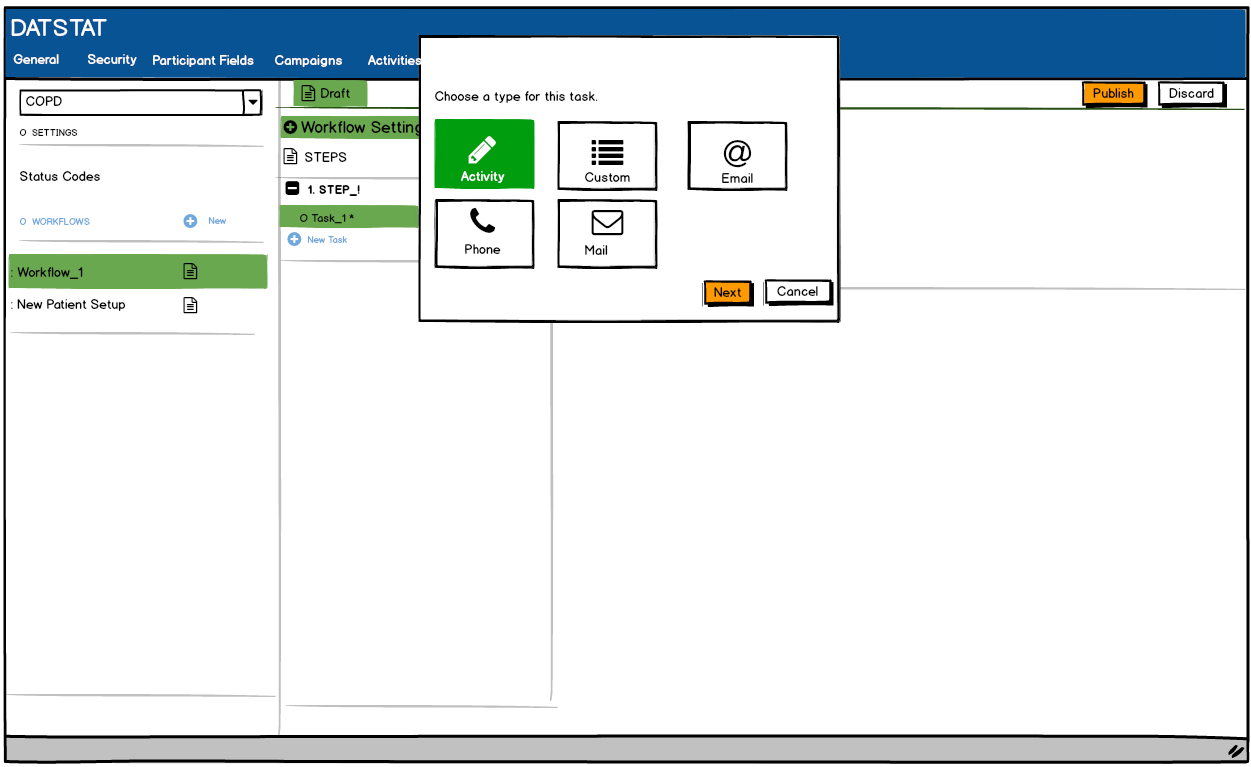 DATSTAT
General Security Participant Fields Campaigns Activities
COPD
O SETTINGS
Status Codes
O WORKFLOWS New
: Workflow_1
: New Patient Setup
Draft
Workflow Setting
STEPS
1. STEP_!
O Task_1 *
New Task
Publish Discard
Choose a type for this task.
Activity Custom @ Email
Phone Mail
Next Cancel